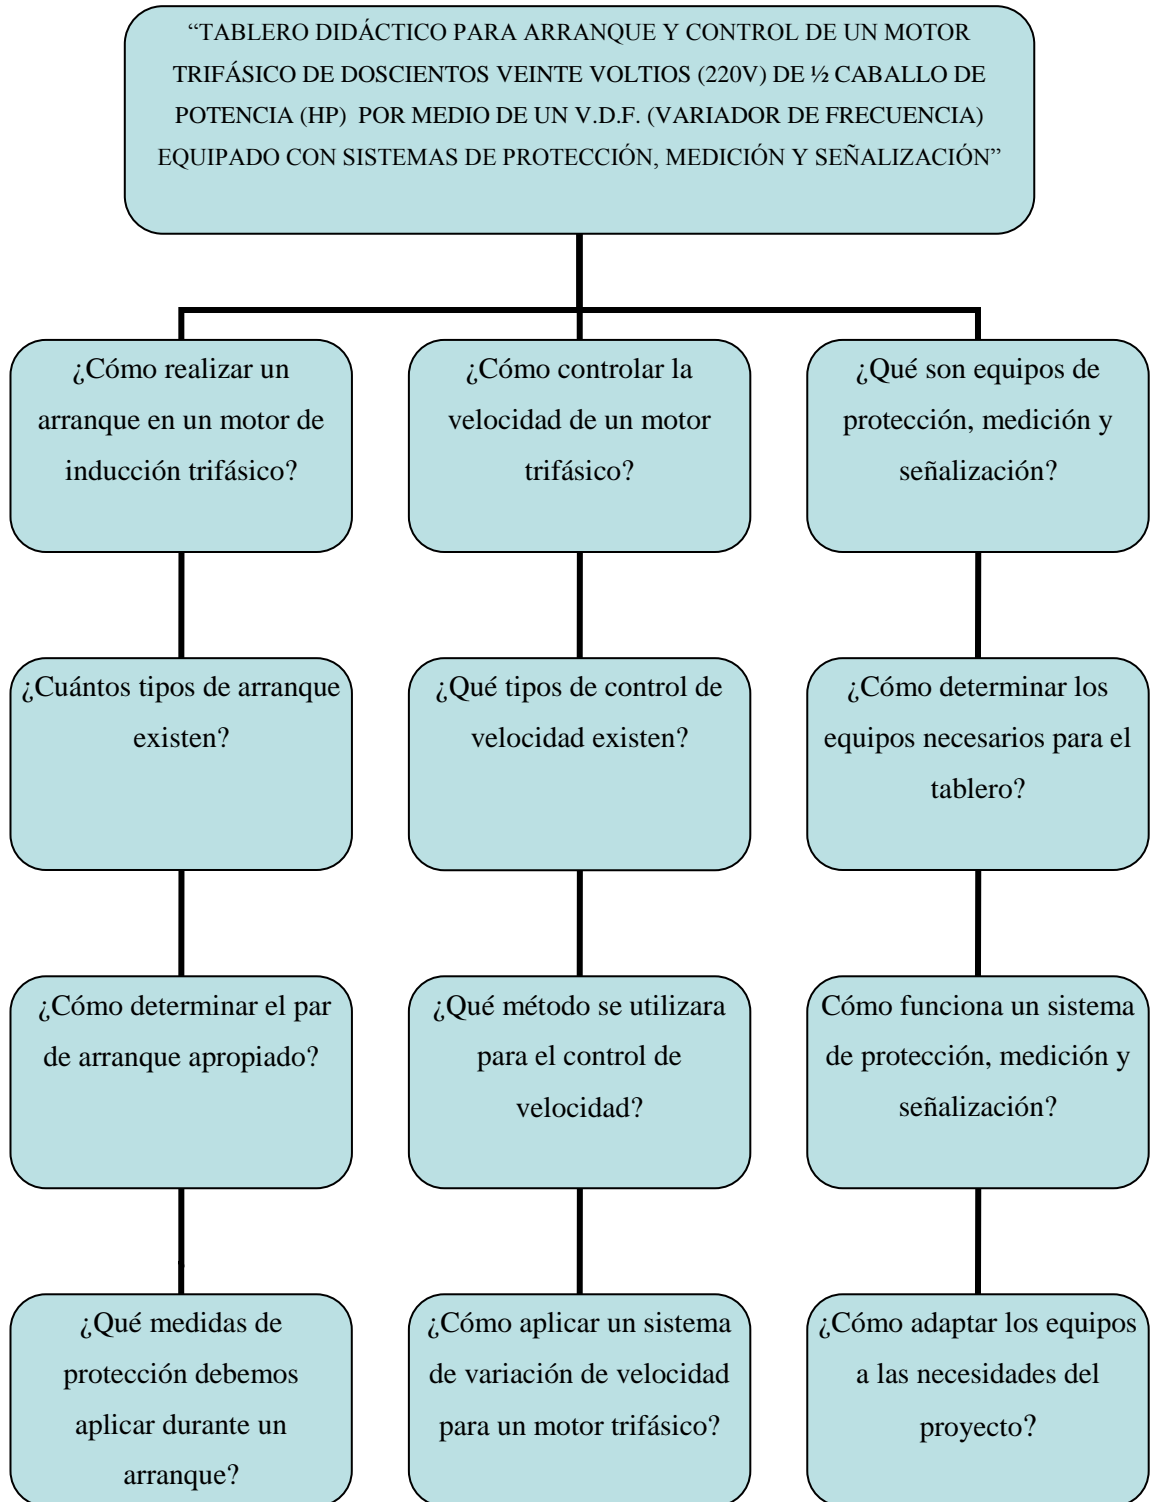 “TABLERO DIDÁCTICO PARA ARRANQUE Y CONTROL DE UN MOTOR
TRIFÁSICO DE DOSCIENTOS VEINTE VOLTIOS (220V) DE ½ CABALLO DE
POTENCIA (HP) POR MEDIO DE UN V.D.F. (VARIADOR DE FRECUENCIA)
EQUIPADO CON SISTEMAS DE PROTECCIÓN, MEDICIÓN Y SEÑALIZACIÓN”
¿Cómo realizar un
arranque en un motor de
inducción trifásico?
¿Cómo controlar la
velocidad de un motor
trifásico?
¿Qué son equipos de
protección, medición y
señalización?
¿Cuántos tipos de arranque
existen?
¿Qué tipos de control de
velocidad existen?
¿Cómo determinar los
equipos necesarios para el
tablero?
¿Cómo determinar el par
de arranque apropiado?
¿Qué método se utilizara
para el control de
velocidad?
Cómo funciona un sistema
de protección, medición y
señalización?
¿Qué medidas de
protección debemos
aplicar durante un
arranque?
¿Cómo aplicar un sistema
de variación de velocidad
para un motor trifásico?
¿Cómo adaptar los equipos
a las necesidades del
proyecto?